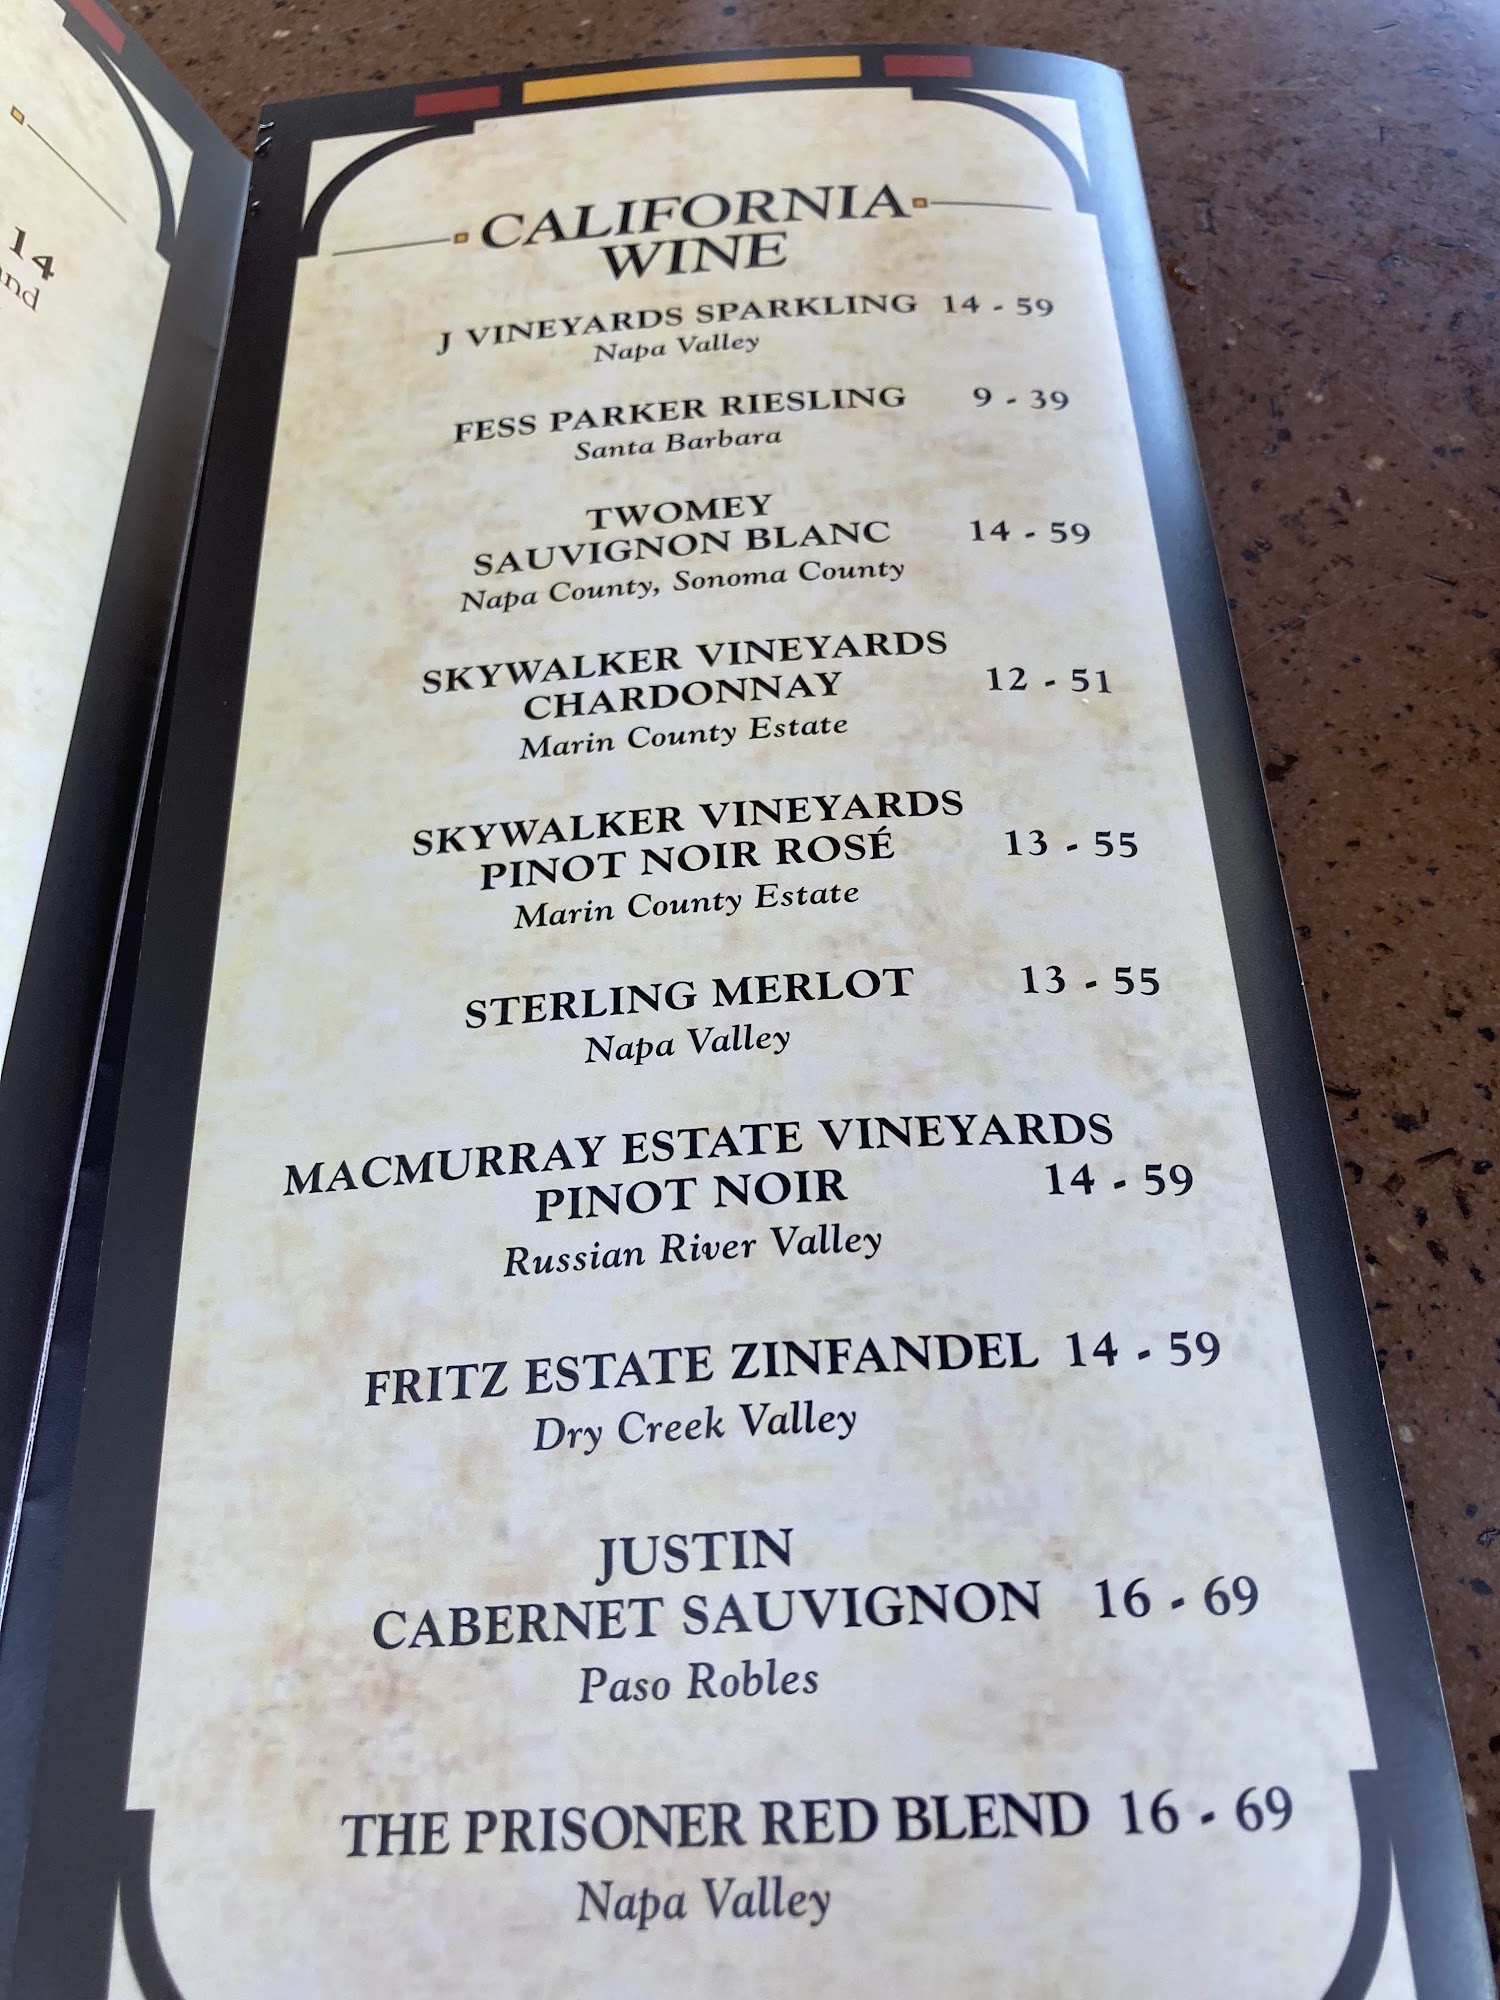 14
nd
CALIFORNIA
WINE
J VINEYARDS SPARKLING 14 - 59
Napa Valley
FESS PARKER RIESLING 9 - 39
Santa Barbara
TWOMEY
SAUVIGNON BLANC 14 - 59
Napa County, Sonoma County
SKYWALKER VINEYARDS
CHARDONNAY 12 - 51
Marin County Estate
SKYWALKER VINEYARDS
PINOT NOIR ROSÉ 13 - 55
Marin County Estate
STERLING MERLOT 13 - 55
Napa Valley
MACMURRAY ESTATE VINEYARDS
PINOT NOIR 14 - 59
Russian River Valley
FRITZ ESTATE ZINFANDEL 14 - 59
Dry Creek Valley
JUSTIN
CABERNET SAUVIGNON 16 - 69
Paso Robles
THE PRISONER RED BLEND 16 - 69
Napa Valley